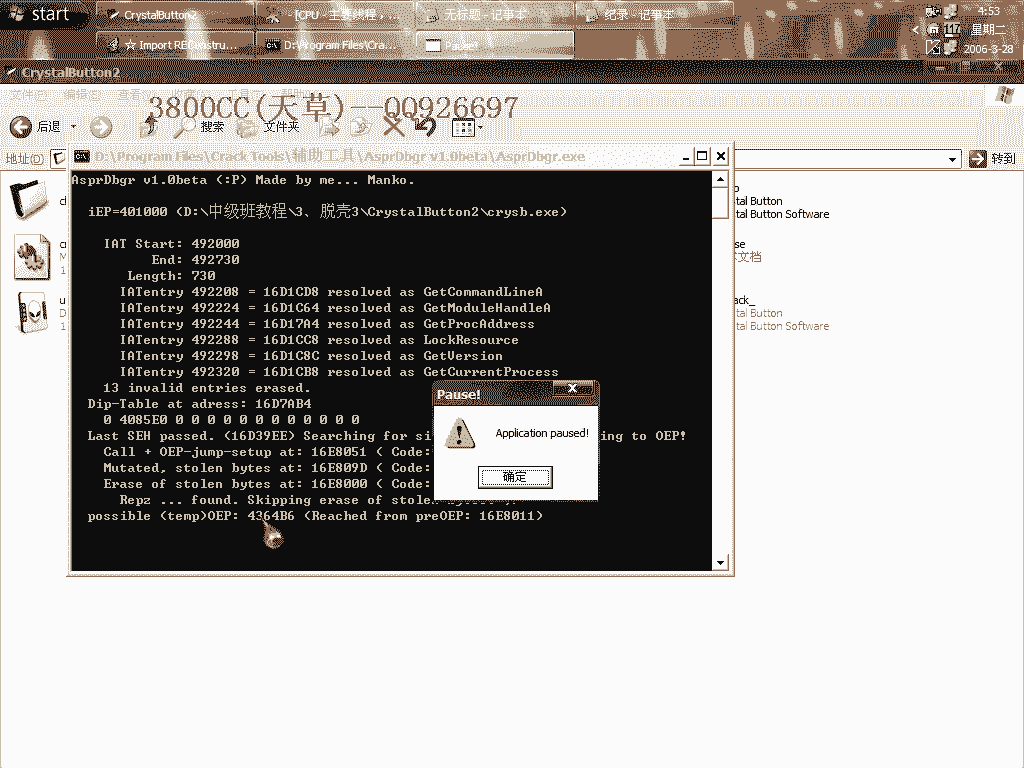 start
CrystalButton2
- [CPU - 主要线程, ...
无标题 - 记事本
纪录 - 记事本
4:53
☆ Import REConstru...
D:\Program Files\Cra...
Pause!
星期二
2006-3-28
CrystalButton2
文件(F) 编辑(E) 查看(V)
3800CC(天草)--QQ926697
后退
搜索
文件夹
地址(D)
转到
D:\Program Files\Crack Tools\辅助工具\AsprDbgr v1.0beta\AsprDbgr.exe
AsprDbgr v1.0beta (:P) Made by me... Manko.
iEP=401000 (D:\中级班教程\3、脱壳3\CrystalButton2\crysb.exe)
IAT Start: 492000
End: 492730
Length: 730
IATentry 492208 = 16D1CD8 resolved as GetCommandLineA
IATentry 492224 = 16D1C64 resolved as GetModuleHandleA
IATentry 492244 = 16D17A4 resolved as GetProcAddress
IATentry 492288 = 16D1CC8 resolved as LockResource
IATentry 492298 = 16D1C8C resolved as GetVersion
IATentry 492320 = 16D1CB8 resolved as GetCurrentProcess
13 invalid entries erased.
Dip-Table at adress: 16D7AB4
0 4085E0 0 0 0 0 0 0 0 0 0 0 0 0
Last SEH passed. (16D39EE) Searching for si
ing to OEP!
Call + OEP-jump-setup at: 16E8051 ( Code:
Mutated, stolen bytes at: 16E809D ( Code:
Erase of stolen bytes at: 16E8000 ( Code:
Repz ... found. Skipping erase of stolen
possible (temp)OEP: 4364B6 (Reached from preOEP: 16E8011)
Pause!
Application paused!
确定
tal Button
tal Button Software
se
文档
ack_
tal Button
tal Button Software